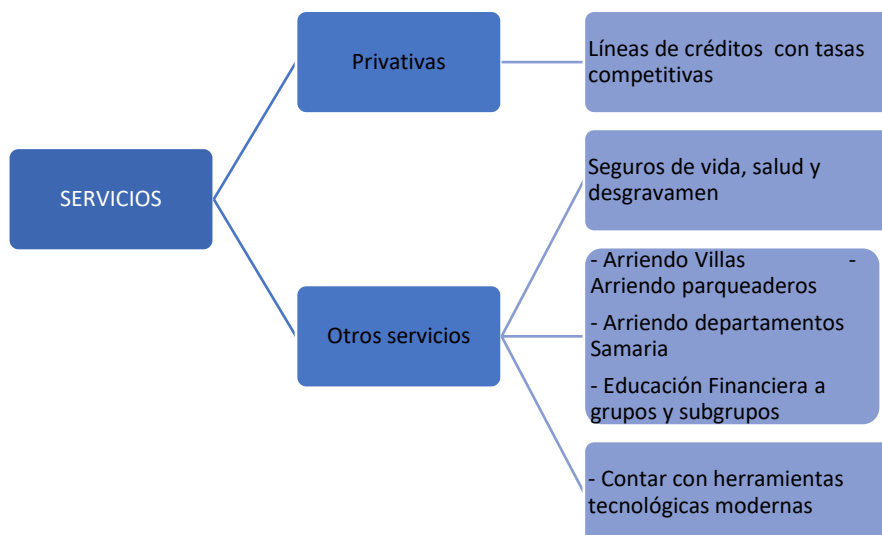 SERVICIOS
Privativas
Líneas de créditos con tasas
competitivas
Otros servicios
Seguros de vida, salud y
desgravamen
- Arriendo Villas -
Arriendo parqueaderos
- Arriendo departamentos
Samaria
- Educación Financiera a
grupos y subgrupos
- Contar con herramientas
tecnológicas modernas